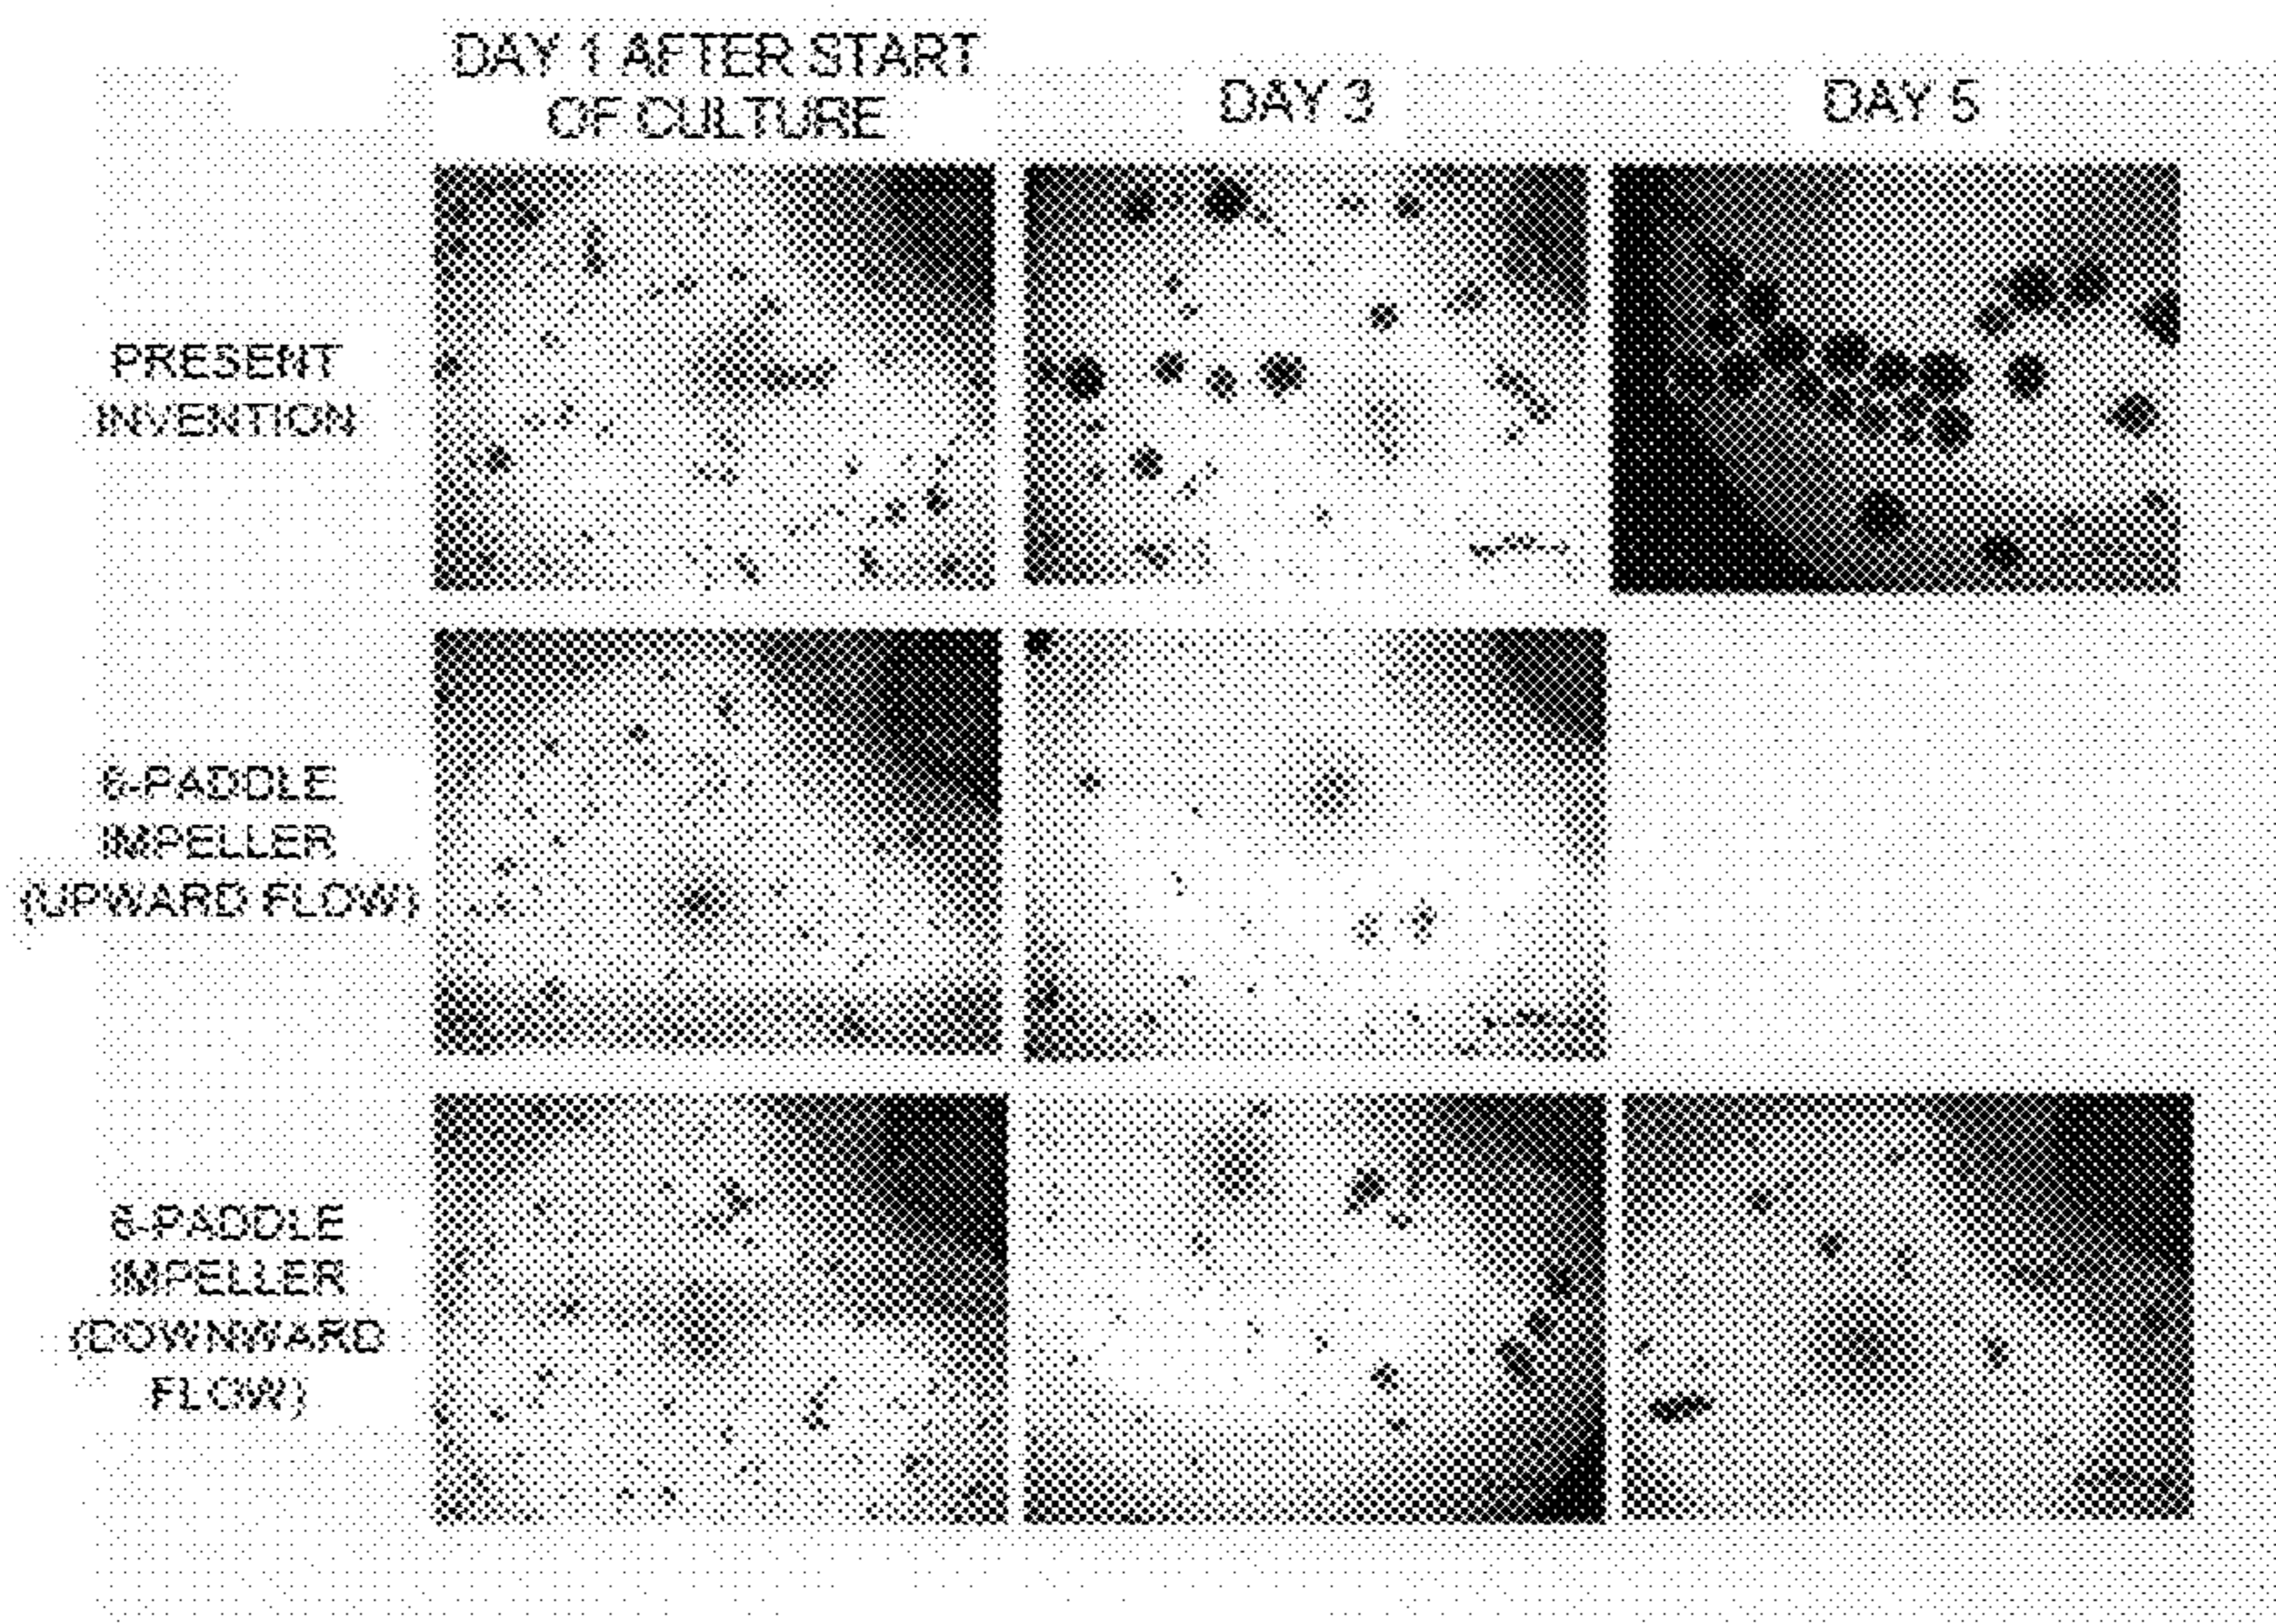 DAY 1 AFTER START
OF CULTURE
DAY 3
DAY 5
PRESENT
INVENTION
6-PADDLE
IMPELLER
(UPWARD FLOW)
6-PADDLE
IMPELLER
(DOWNWARD
FLOW)